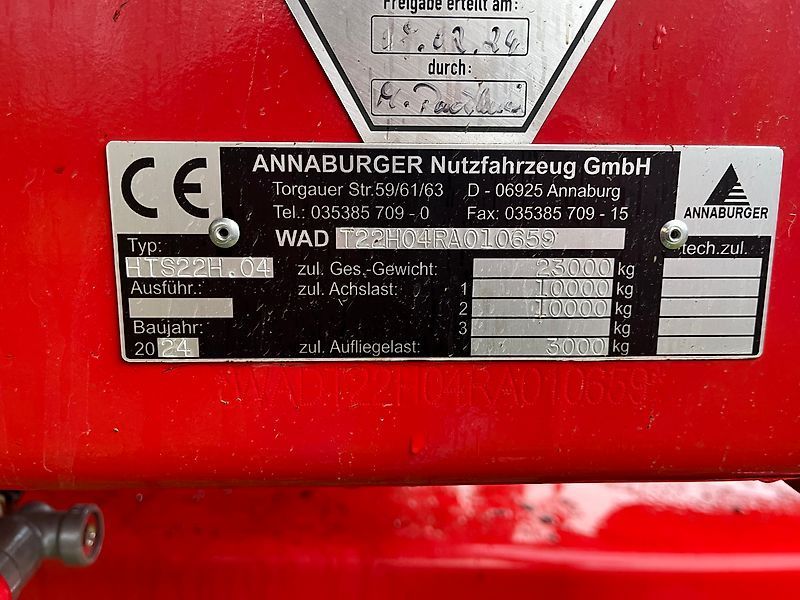 Freigabe erteilt am:
durch:
CE
ANNABURGER Nutzfahrzeug GmbH
Torgauer Str.59/61/63 D - 06925 Annaburg
Tel.: 035385 709 - 0 Fax: 035385 709 - 15
ANNABURGER
WAD T22H04RA010659
Typ: tech.zul.
HTS22H.04 zul. Ges.-Gewicht: 23000 kg
Ausführ.: zul. Achslast: 1 10000 kg
2 10000 kg
Baujahr: 3 kg
2024 zul. Aufliegelast: 3000 kg
*WADT22H04RA010659*